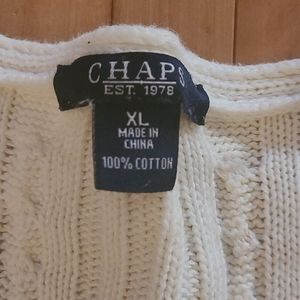 CHAPS
EST. 1978
XL
MADE IN
CHINA
100% COTTON